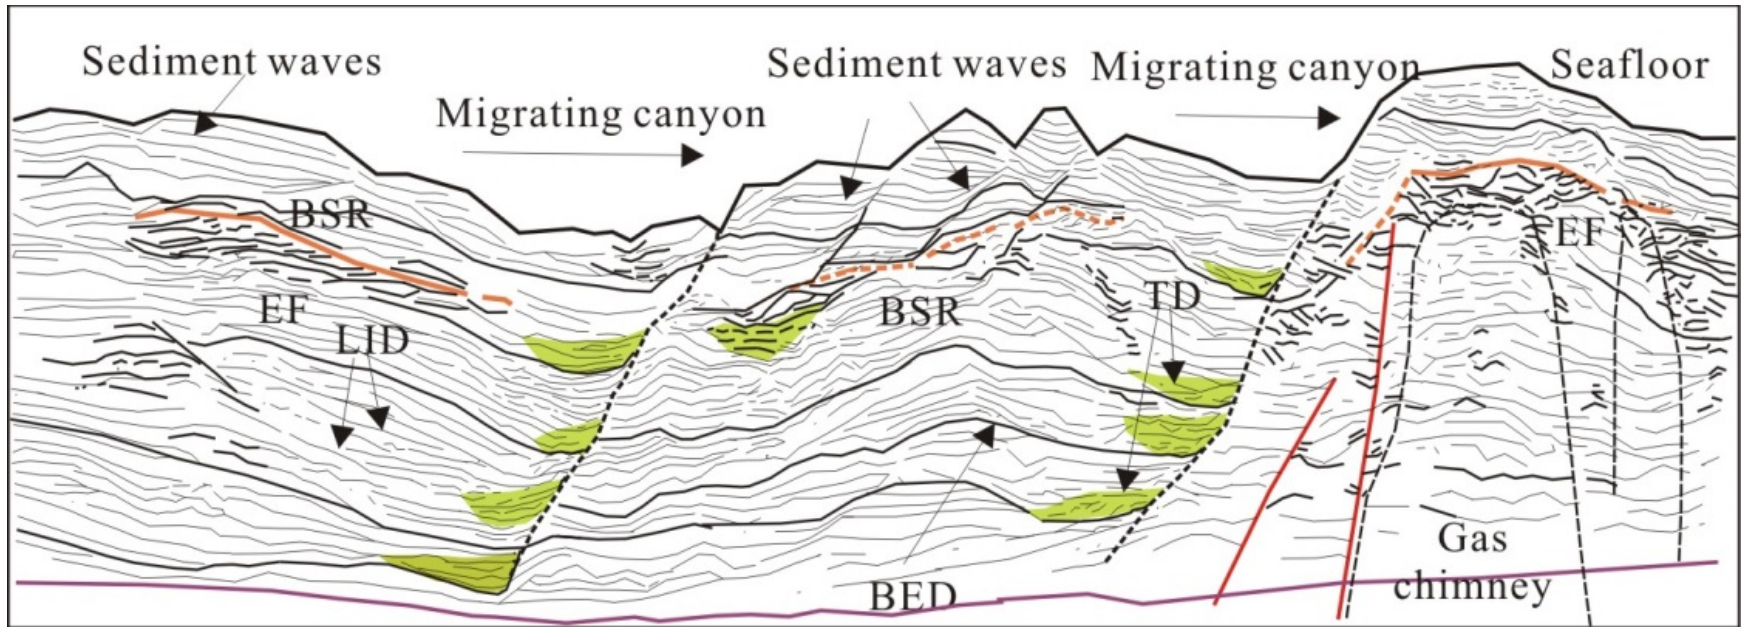 Sediment waves
Sediment waves
Migrating canyon
Seafloor
Migrating canyon
BSR
EF
EF
TD
BSR
LID
Gas
chimney
BED